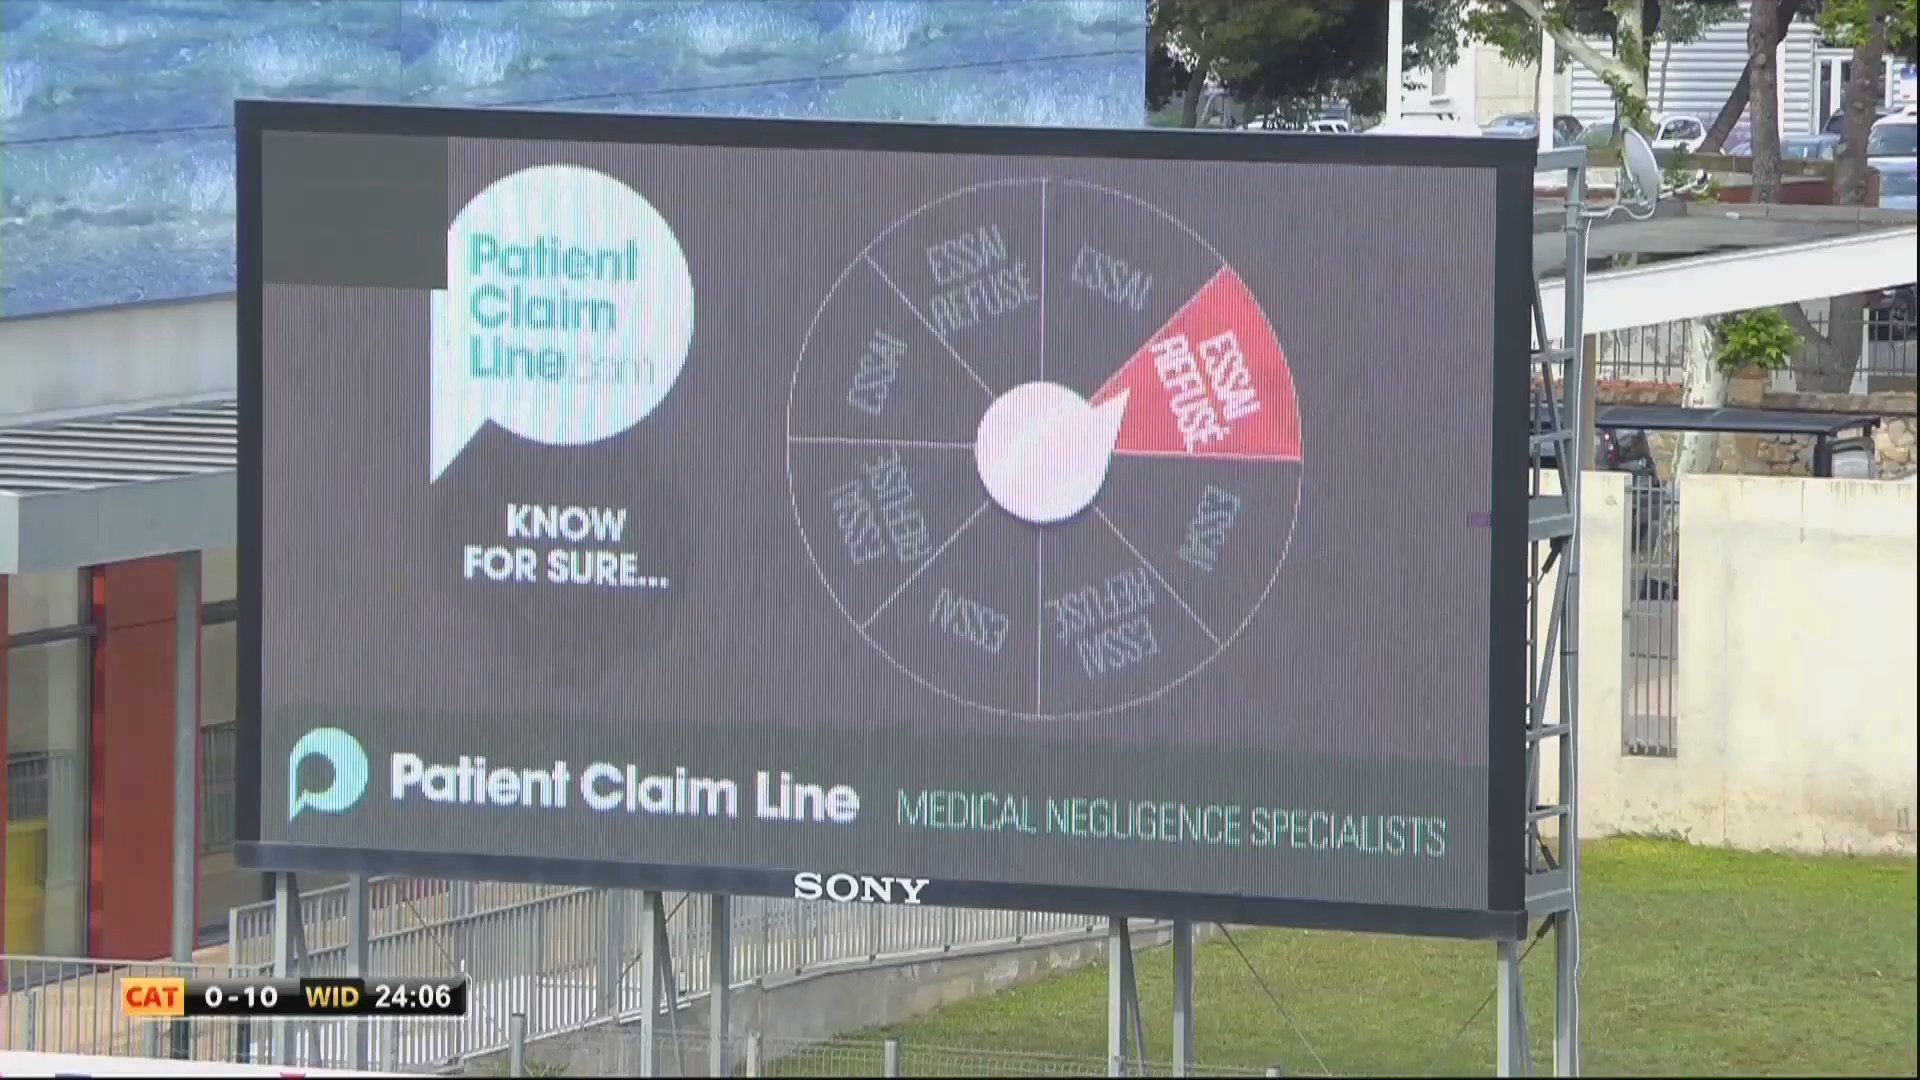 Patient
Claim
Line.com
KNOW
FOR SURE...
ESSAI
REFUSE
ESSAI
ESSAI
REFUSE
ESSAI
ESSAI
REFUSE
ESSAI
ESSAI
REFUSE
ESSAI
Patient Claim Line
MEDICAL NEGLIGENCE SPECIALISTS
SONY
CAT 0-10 WID 24:06